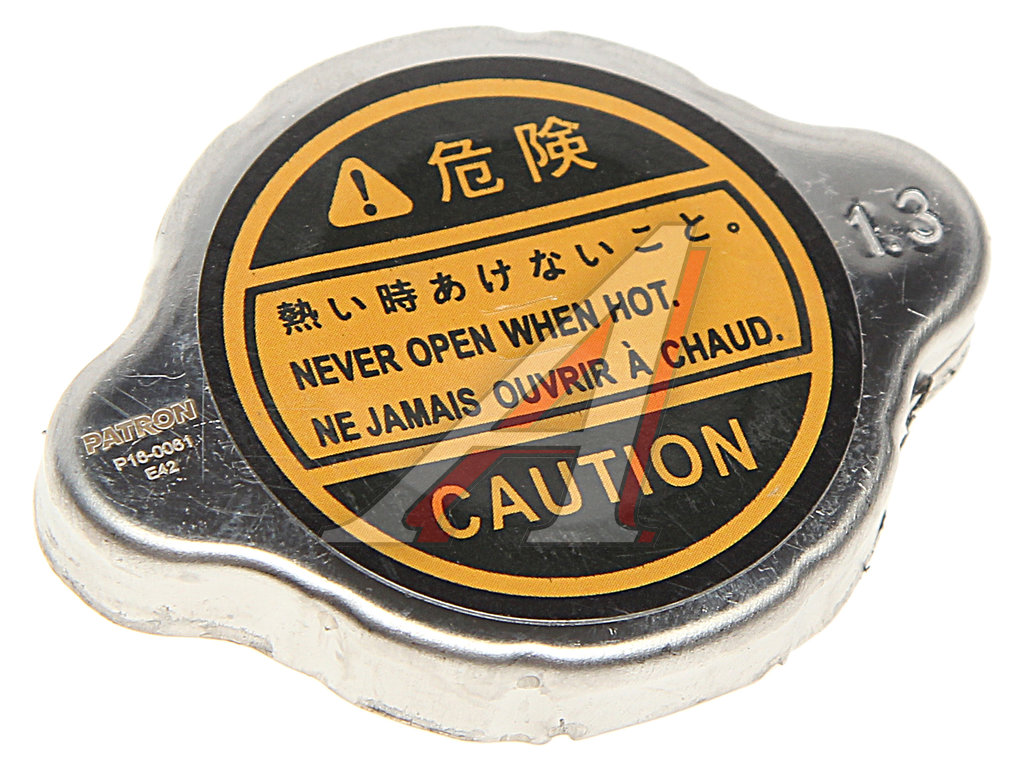 危険
熱い時あけないこと。
NEVER OPEN WHEN HOT.
NE JAMAIS OUVRIR À CHAUD.
CAUTION
1.3
PATRON
P16-0061
E42